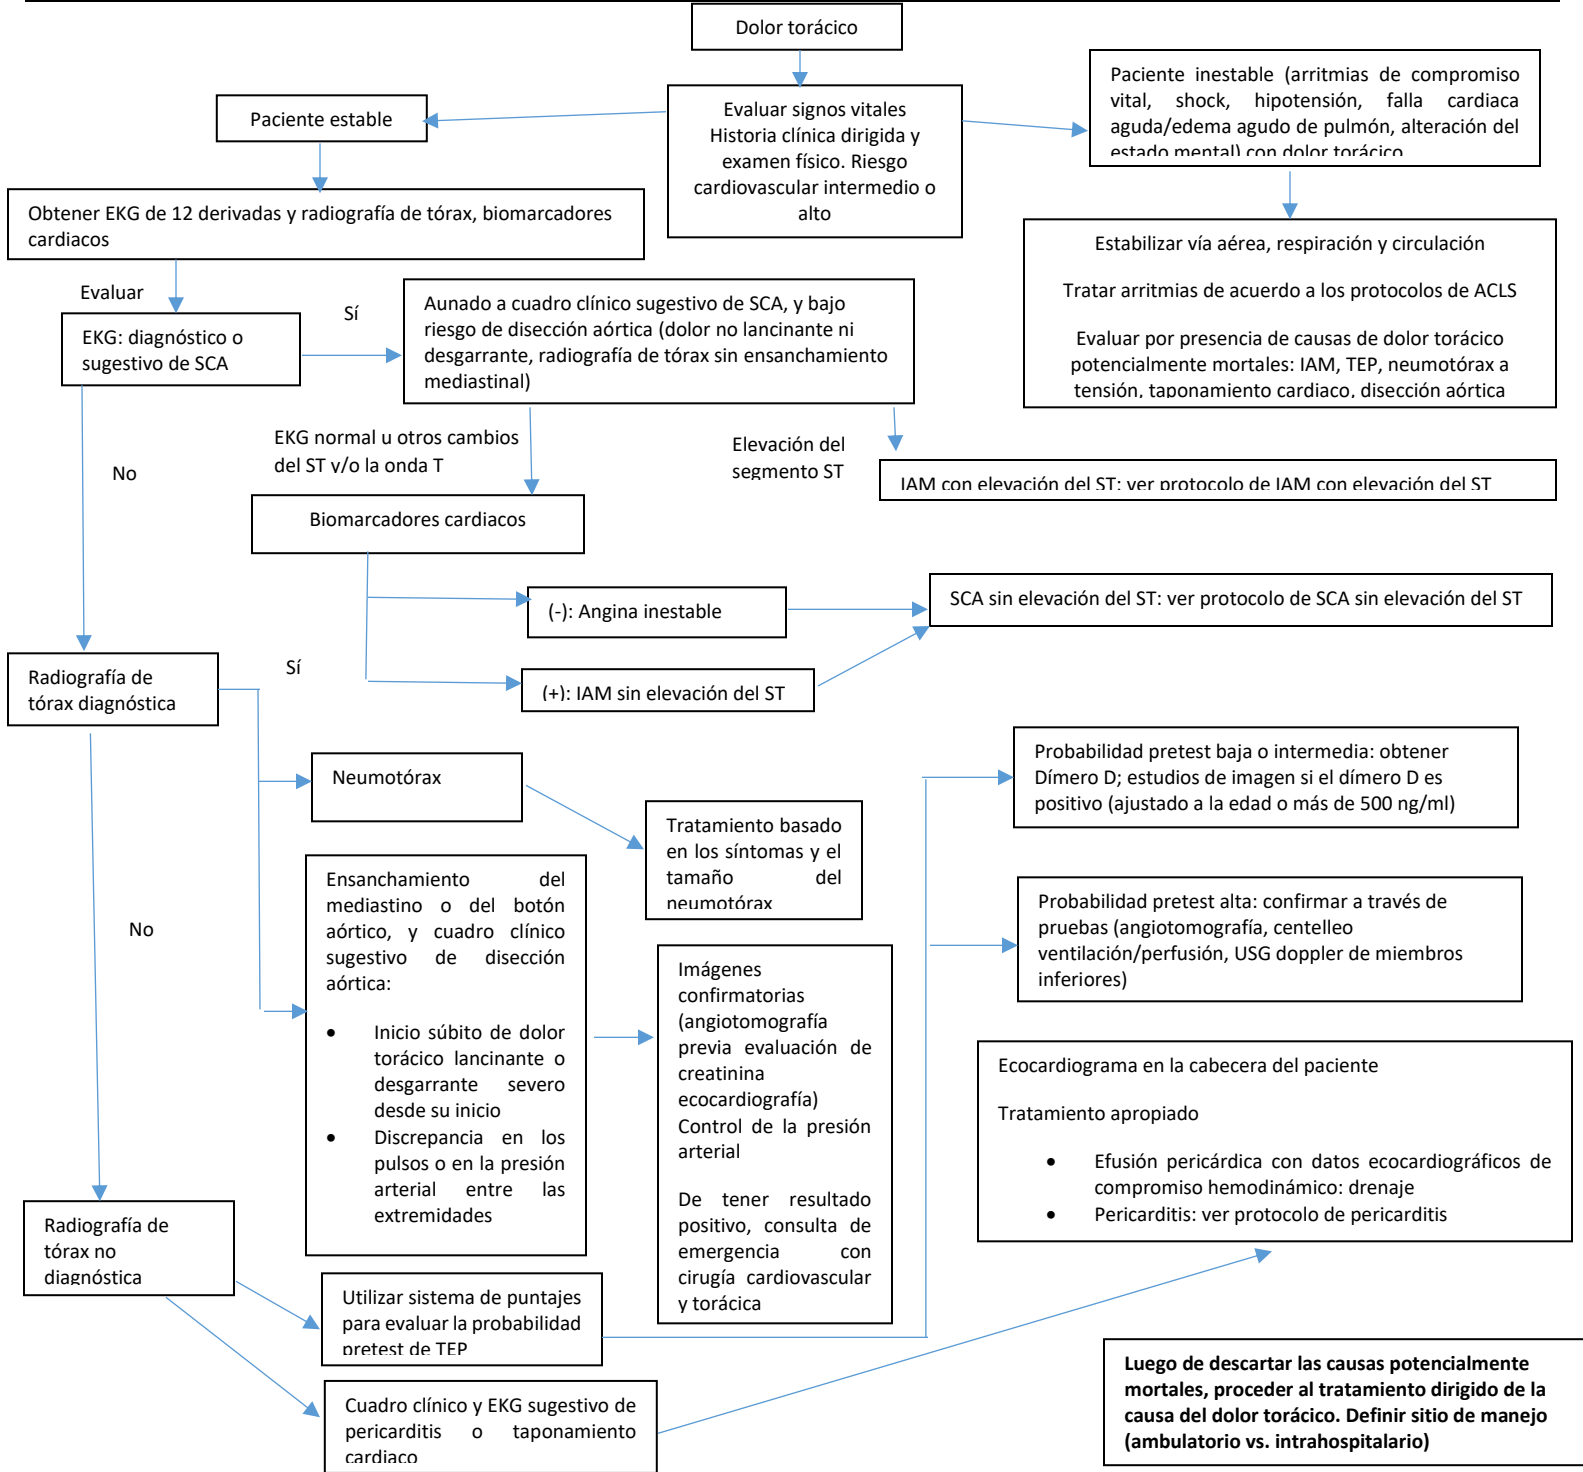 Dolor torácico
Paciente inestable (arritmias de compromiso
vital, shock, hipotensión, falla cardiaca
aguda/edema agudo de pulmón, alteración del
estado mental) con dolor torácico
Evaluar signos vitales
Historia clínica dirigida y
examen físico. Riesgo
cardiovascular intermedio o
alto
Paciente estable
Obtener EKG de 12 derivadas y radiografía de tórax, biomarcadores
cardiacos
Estabilizar vía aérea, respiración y circulación
Tratar arritmias de acuerdo a los protocolos de ACLS
Evaluar por presencia de causas de dolor torácico
potencialmente mortales: IAM, TEP, neumotórax a
tensión, taponamiento cardiaco, disección aórtica
Evaluar
EKG: diagnóstico o
sugestivo de SCA
Sí
Aunado a cuadro clínico sugestivo de SCA, y bajo
riesgo de disección aórtica (dolor no lancinante ni
desgarrante, radiografía de tórax sin ensanchamiento
mediastinal)
EKG normal u otros cambios
del ST y/o la onda T
Elevación del
segmento ST
No
IAM con elevación del ST: ver protocolo de IAM con elevación del ST
Biomarcadores cardiacos
(-): Angina inestable
SCA sin elevación del ST: ver protocolo de SCA sin elevación del ST
(+): IAM sin elevación del ST
Radiografía de
tórax diagnóstica
Sí
Neumotórax
Tratamiento basado
en los síntomas y el
tamaño del
neumotórax
Probabilidad pretest baja o intermedia: obtener
Dímero D; estudios de imagen si el dímero D es
positivo (ajustado a la edad o más de 500 ng/ml)
Ensanchamiento del
mediastino o del botón
aórtico, y cuadro clínico
sugestivo de disección
aórtica:
• Inicio súbito de dolor
torácico lancinante o
desgarrante severo
desde su inicio
• Discrepancia en los
pulsos o en la presión
arterial entre las
extremidades
No
Probabilidad pretest alta: confirmar a través de
pruebas (angiotomografía, centelleo
ventilación/perfusión, USG doppler de miembros
inferiores)
Imágenes
confirmatorias
(angiotomografía
previa evaluación de
creatinina
ecocardiografía)
Control de la presión
arterial
De tener resultado
positivo, consulta de
emergencia con
cirugía cardiovascular
y torácica
Ecocardiograma en la cabecera del paciente
Tratamiento apropiado
• Efusión pericárdica con datos ecocardiográficos de
compromiso hemodinámico: drenaje
• Pericarditis: ver protocolo de pericarditis
Radiografía de
tórax no
diagnóstica
Utilizar sistema de puntajes
para evaluar la probabilidad
pretest de TEP
Cuadro clínico y EKG sugestivo de
pericarditis o taponamiento
cardiaco
Luego de descartar las causas potencialmente
mortales, proceder al tratamiento dirigido de la
causa del dolor torácico. Definir sitio de manejo
(ambulatorio vs. intrahospitalario)